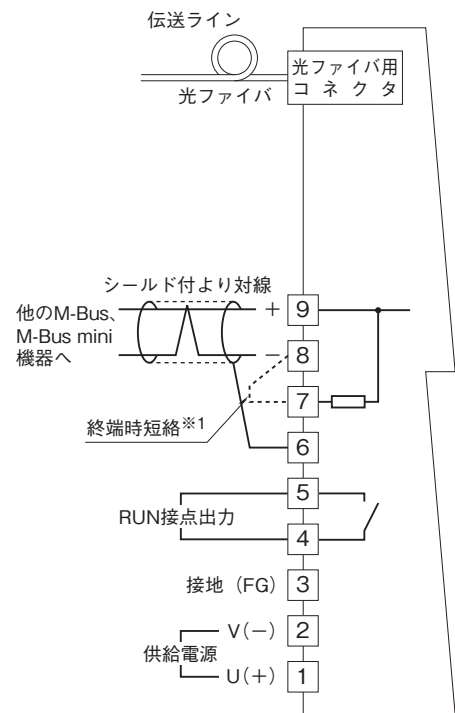 伝送ライン
光ファイバ
光ファイバ用
コネクタ
シールド付より対線
他のM-Bus、
M-Bus mini
機器へ
+ 9
− 8
7
終端時短絡※1
6
5
RUN接点出力
4
接地（FG） 3
V（−） 2
供給電源
U（+） 1